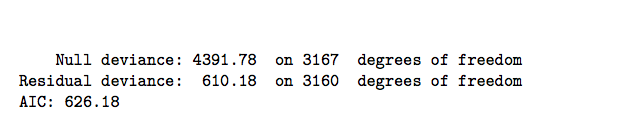 Null deviance: 4391.78 on 3167 degrees of freedom
Residual deviance: 610.18 on 3160 degrees of freedom
AIC: 626.18